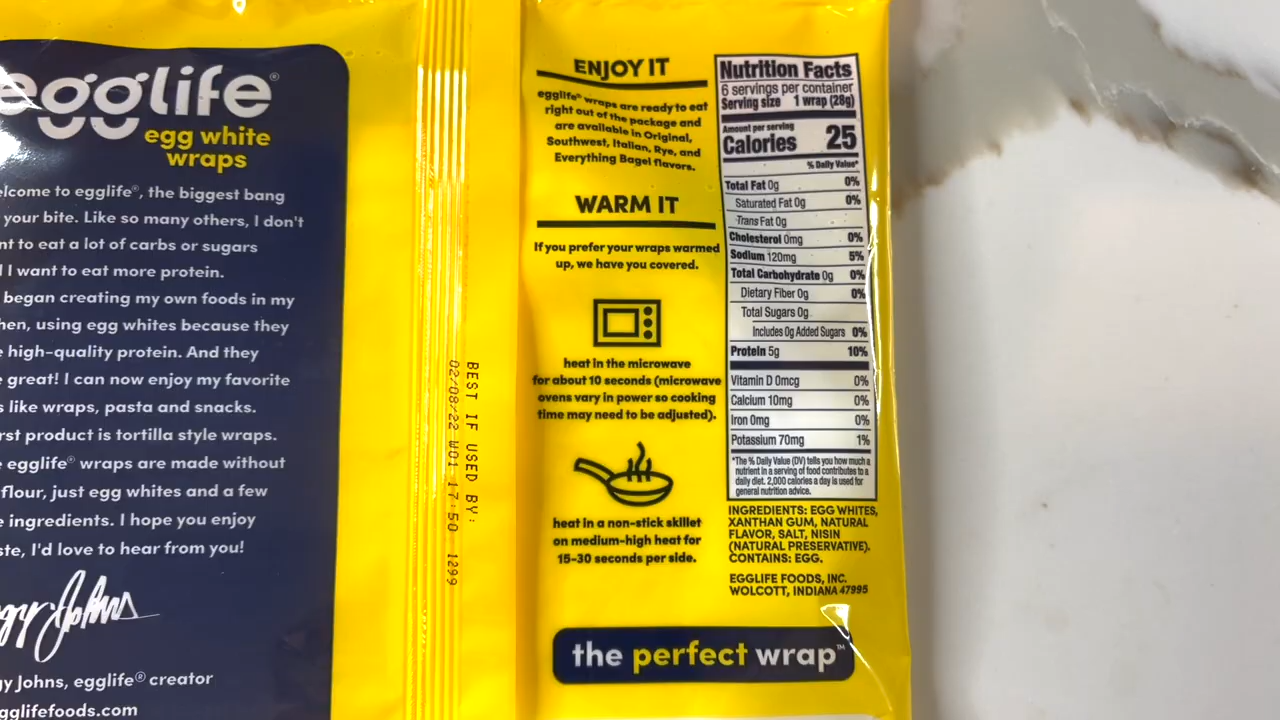 egglife®
egg white
wraps
welcome to egglife®, the biggest bang
your bite. Like so many others, I don't
to eat a lot of carbs or sugars
I want to eat more protein.
began creating my own foods in my
using egg whites because they
high-quality protein. And they
great! I can now enjoy my favorite
like wraps, pasta and snacks.
product is tortilla style wraps.
egglife® wraps are made without
flour, just egg whites and a few
ingredients. I hope you enjoy
I'd love to hear from you!
Johns
Johns, egglife® creator
egglifefoods.com
BEST IF USED BY:
02/08/22 W01 17:50 1299
ENJOY IT
egglife® wraps are ready to eat
right out of the package and
are available in Original,
Southwest, Italian, Rye, and
Everything Bagel flavors.
WARM IT
If you prefer your wraps warmed
up, we have you covered.
heat in the microwave
for about 10 seconds (microwave
ovens vary in power so cooking
time may need to be adjusted).
heat in a non-stick skillet
on medium-high heat for
15-30 seconds per side.
Nutrition Facts
6 servings per container
Serving size 1 wrap (28g)
Amount per serving
Calories 25
% Daily Value*
Total Fat 0g 0%
Saturated Fat 0g 0%
Trans Fat 0g
Cholesterol 0mg 0%
Sodium 120mg 5%
Total Carbohydrate 0g 0%
Dietary Fiber 0g 0%
Total Sugars 0g
Includes 0g Added Sugars 0%
Protein 5g 10%
Vitamin D 0mcg 0%
Calcium 10mg 0%
Iron 0mg 0%
Potassium 70mg 1%
*The % Daily Value (DV) tells you how much a
nutrient in a serving of food contributes to a
daily diet. 2,000 calories a day is used for
general nutrition advice.
INGREDIENTS: EGG WHITES,
XANTHAN GUM, NATURAL
FLAVOR, SALT, NISIN
(NATURAL PRESERVATIVE).
CONTAINS: EGG.
EGGLIFE FOODS, INC.
WOLCOTT, INDIANA 47995
the perfect wrap™